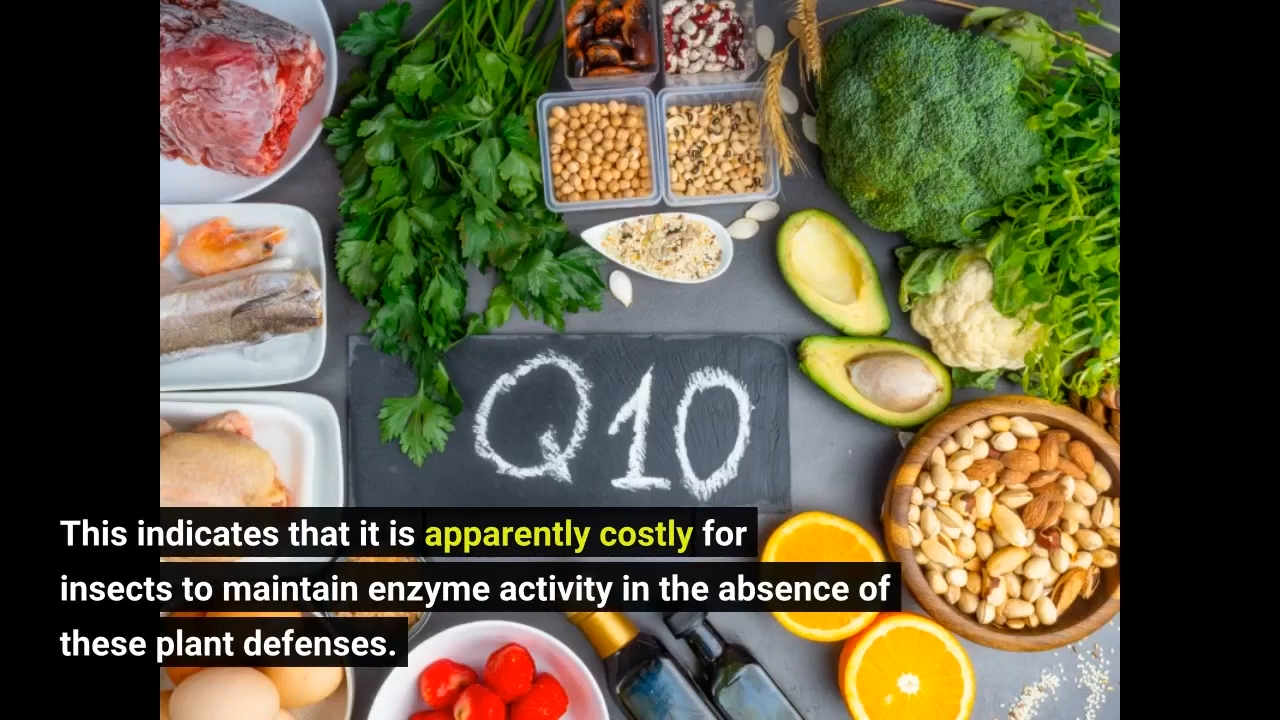 Q10
This indicates that it is apparently costly for
insects to maintain enzyme activity in the absence of
these plant defenses.